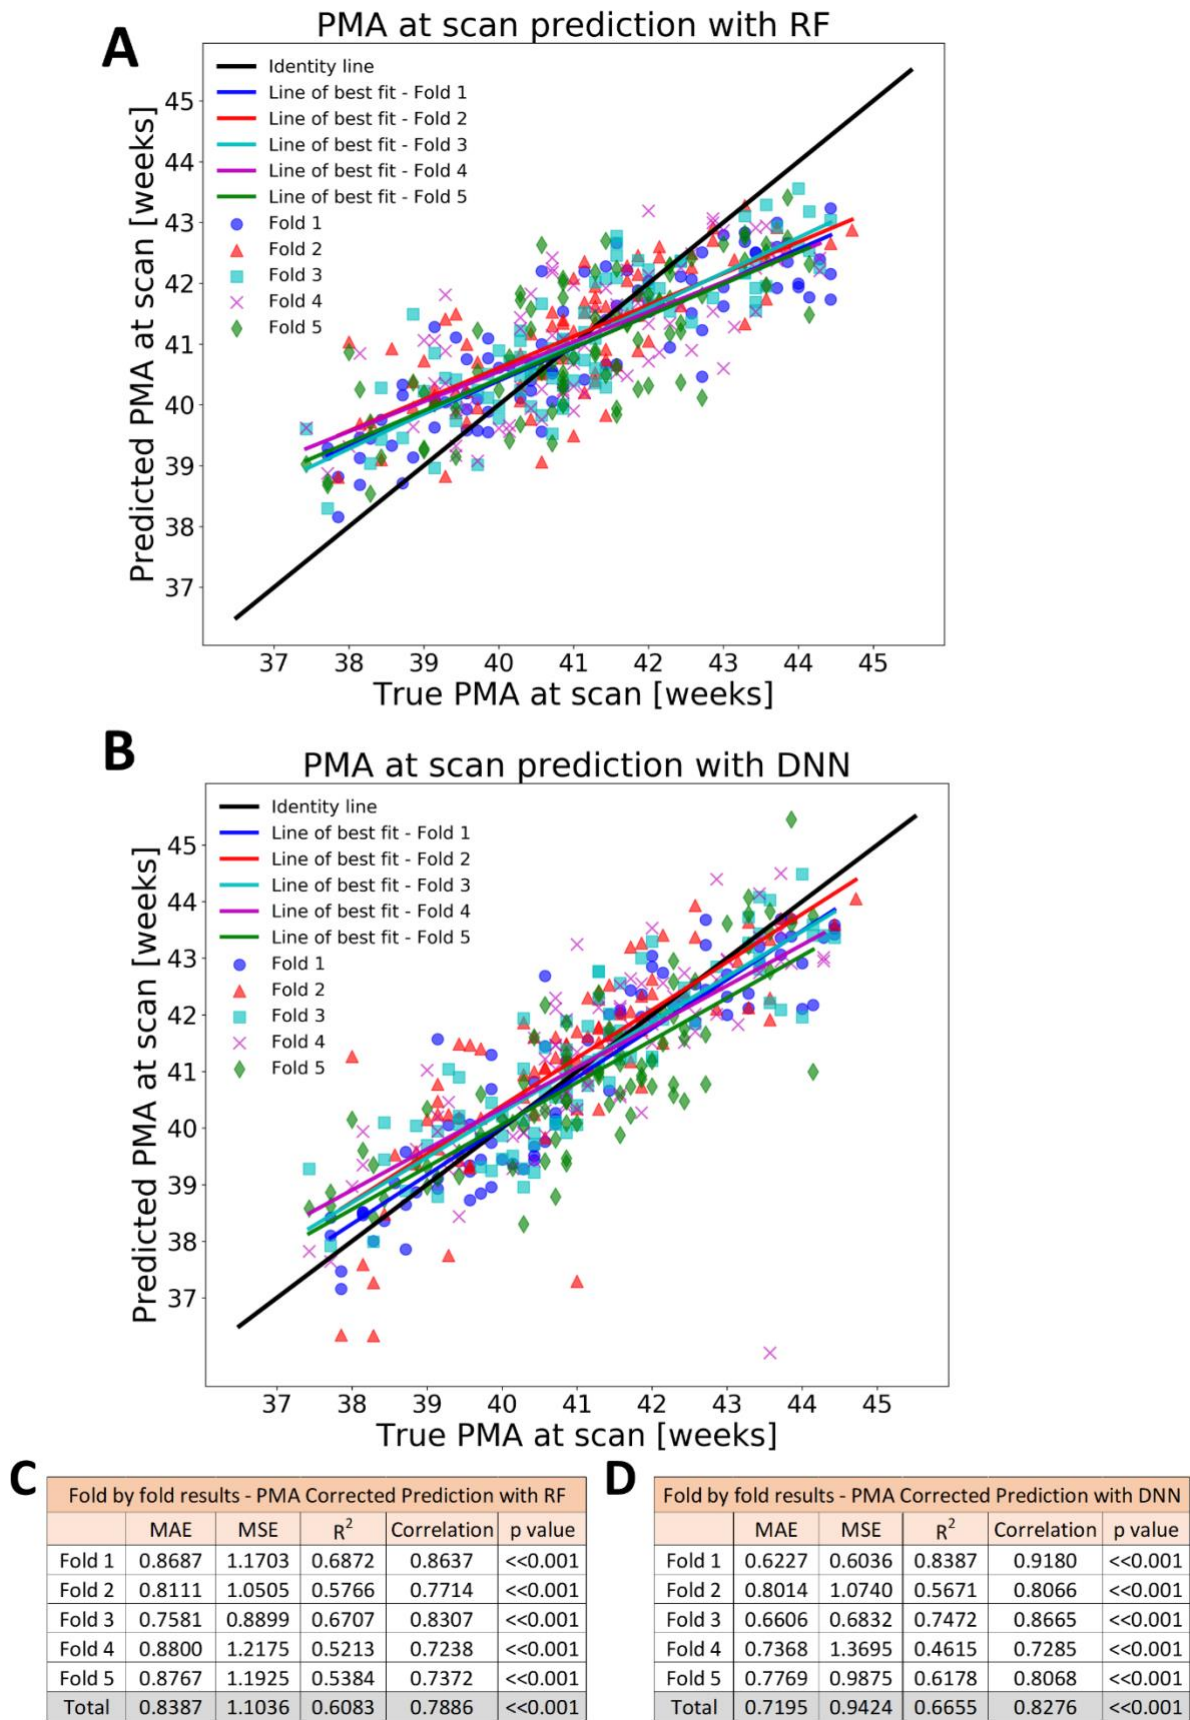 A
PMA at scan prediction with RF
Identity line
Line of best fit - Fold 1
Line of best fit - Fold 2
Line of best fit - Fold 3
Line of best fit - Fold 4
Line of best fit - Fold 5
Fold 1
Fold 2
Fold 3
Fold 4
Fold 5
Predicted PMA at scan [weeks]
45
44
43
42
41
40
39
38
37
37 38 39 40 41 42 43 44 45
True PMA at scan [weeks]
B
PMA at scan prediction with DNN
Identity line
Line of best fit - Fold 1
Line of best fit - Fold 2
Line of best fit - Fold 3
Line of best fit - Fold 4
Line of best fit - Fold 5
Fold 1
Fold 2
Fold 3
Fold 4
Fold 5
Predicted PMA at scan [weeks]
45
44
43
42
41
40
39
38
37
37 38 39 40 41 42 43 44 45
True PMA at scan [weeks]
C
Fold by fold results - PMA Corrected Prediction with RF
MAE MSE R² Correlation p value
Fold 1 0.8687 1.1703 0.6872 0.8637 <<0.001
Fold 2 0.8111 1.0505 0.5766 0.7714 <<0.001
Fold 3 0.7581 0.8899 0.6707 0.8307 <<0.001
Fold 4 0.8800 1.2175 0.5213 0.7238 <<0.001
Fold 5 0.8767 1.1925 0.5384 0.7372 <<0.001
Total 0.8387 1.1036 0.6083 0.7886 <<0.001
D
Fold by fold results - PMA Corrected Prediction with DNN
MAE MSE R² Correlation p value
Fold 1 0.6227 0.6036 0.8387 0.9180 <<0.001
Fold 2 0.8014 1.0740 0.5671 0.8066 <<0.001
Fold 3 0.6606 0.6832 0.7472 0.8665 <<0.001
Fold 4 0.7368 1.3695 0.4615 0.7285 <<0.001
Fold 5 0.7769 0.9875 0.6178 0.8068 <<0.001
Total 0.7195 0.9424 0.6655 0.8276 <<0.001